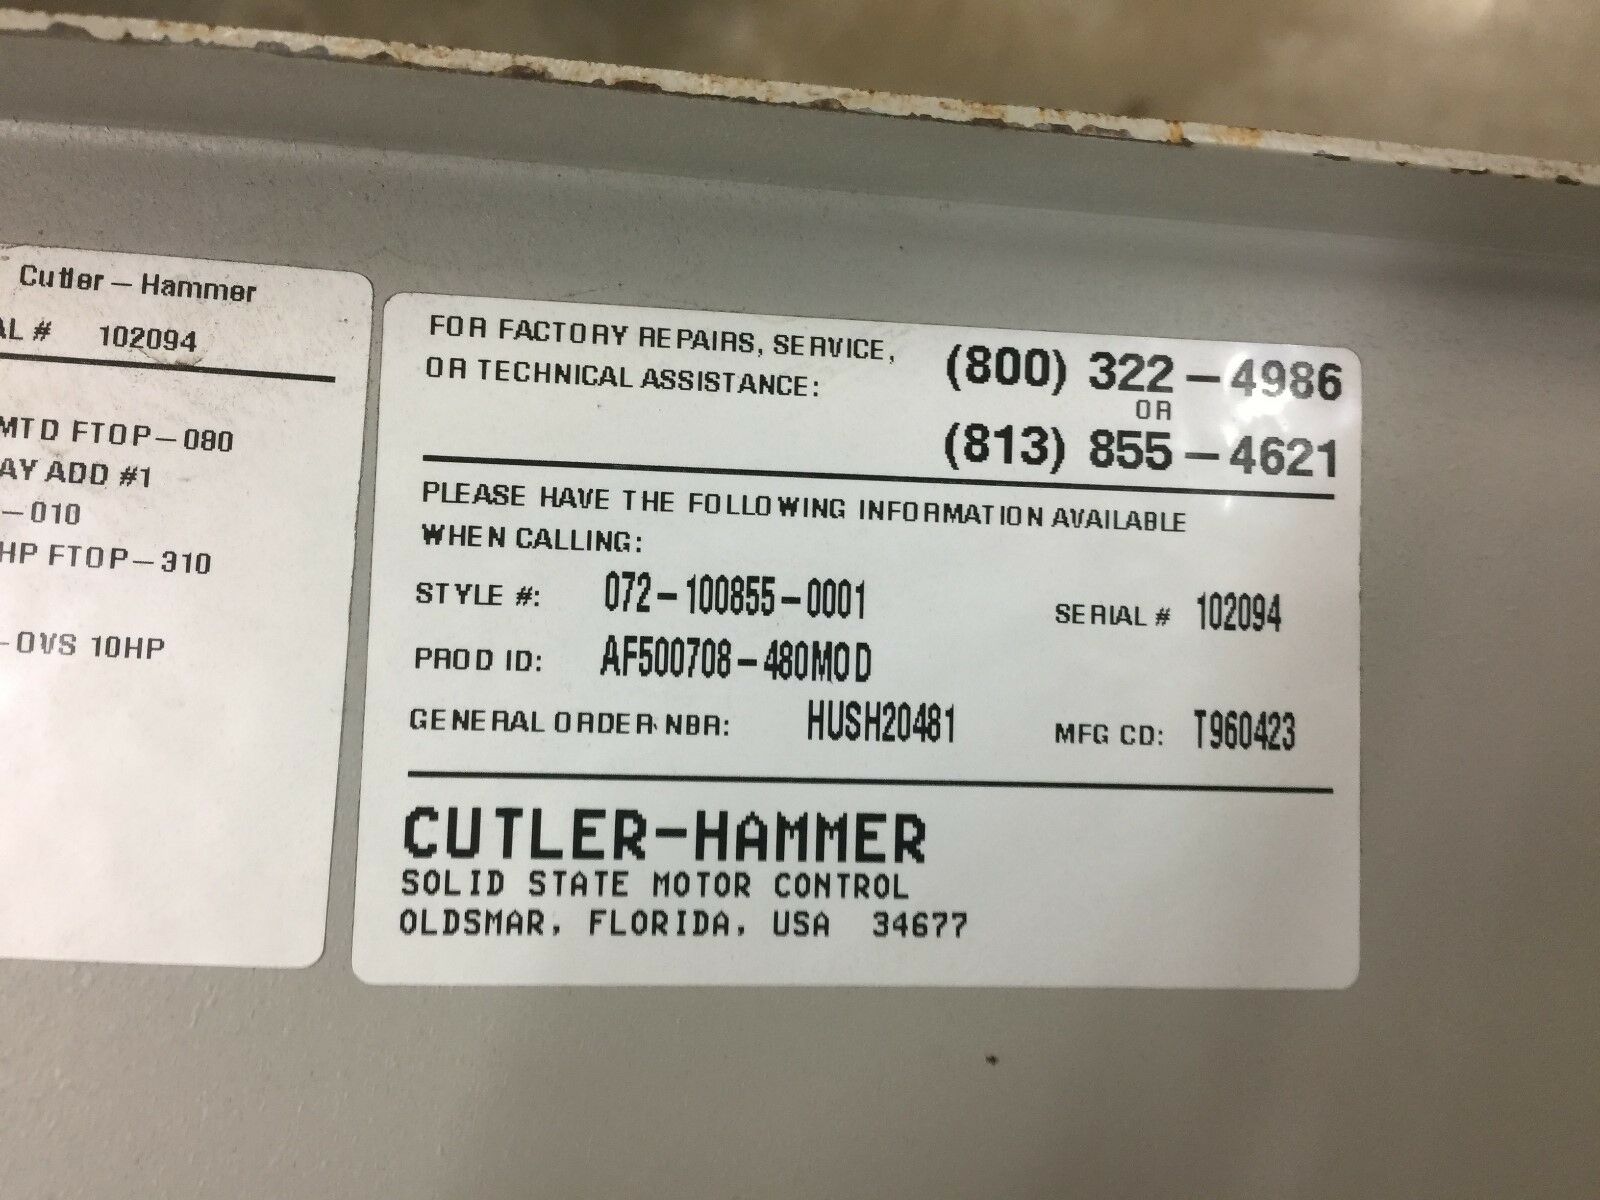 Cutler-Hammer
AL # 102094
MTD FTOP-080
AY ADD #1
-010
HP FTOP-310
-OVS 10HP
FOR FACTORY REPAIRS, SERVICE,
OR TECHNICAL ASSISTANCE:
(800) 322-4986
OR
(813) 855-4621
PLEASE HAVE THE FOLLOWING INFORMATION AVAILABLE
WHEN CALLING:
STYLE #: 072-100855-0001 SERIAL # 102094
PROD ID: AF500708-480MOD
GENERAL ORDER NBR: HUSH20481 MFG CD: T960423
CUTLER-HAMMER
SOLID STATE MOTOR CONTROL
OLDSMAR, FLORIDA, USA 34677